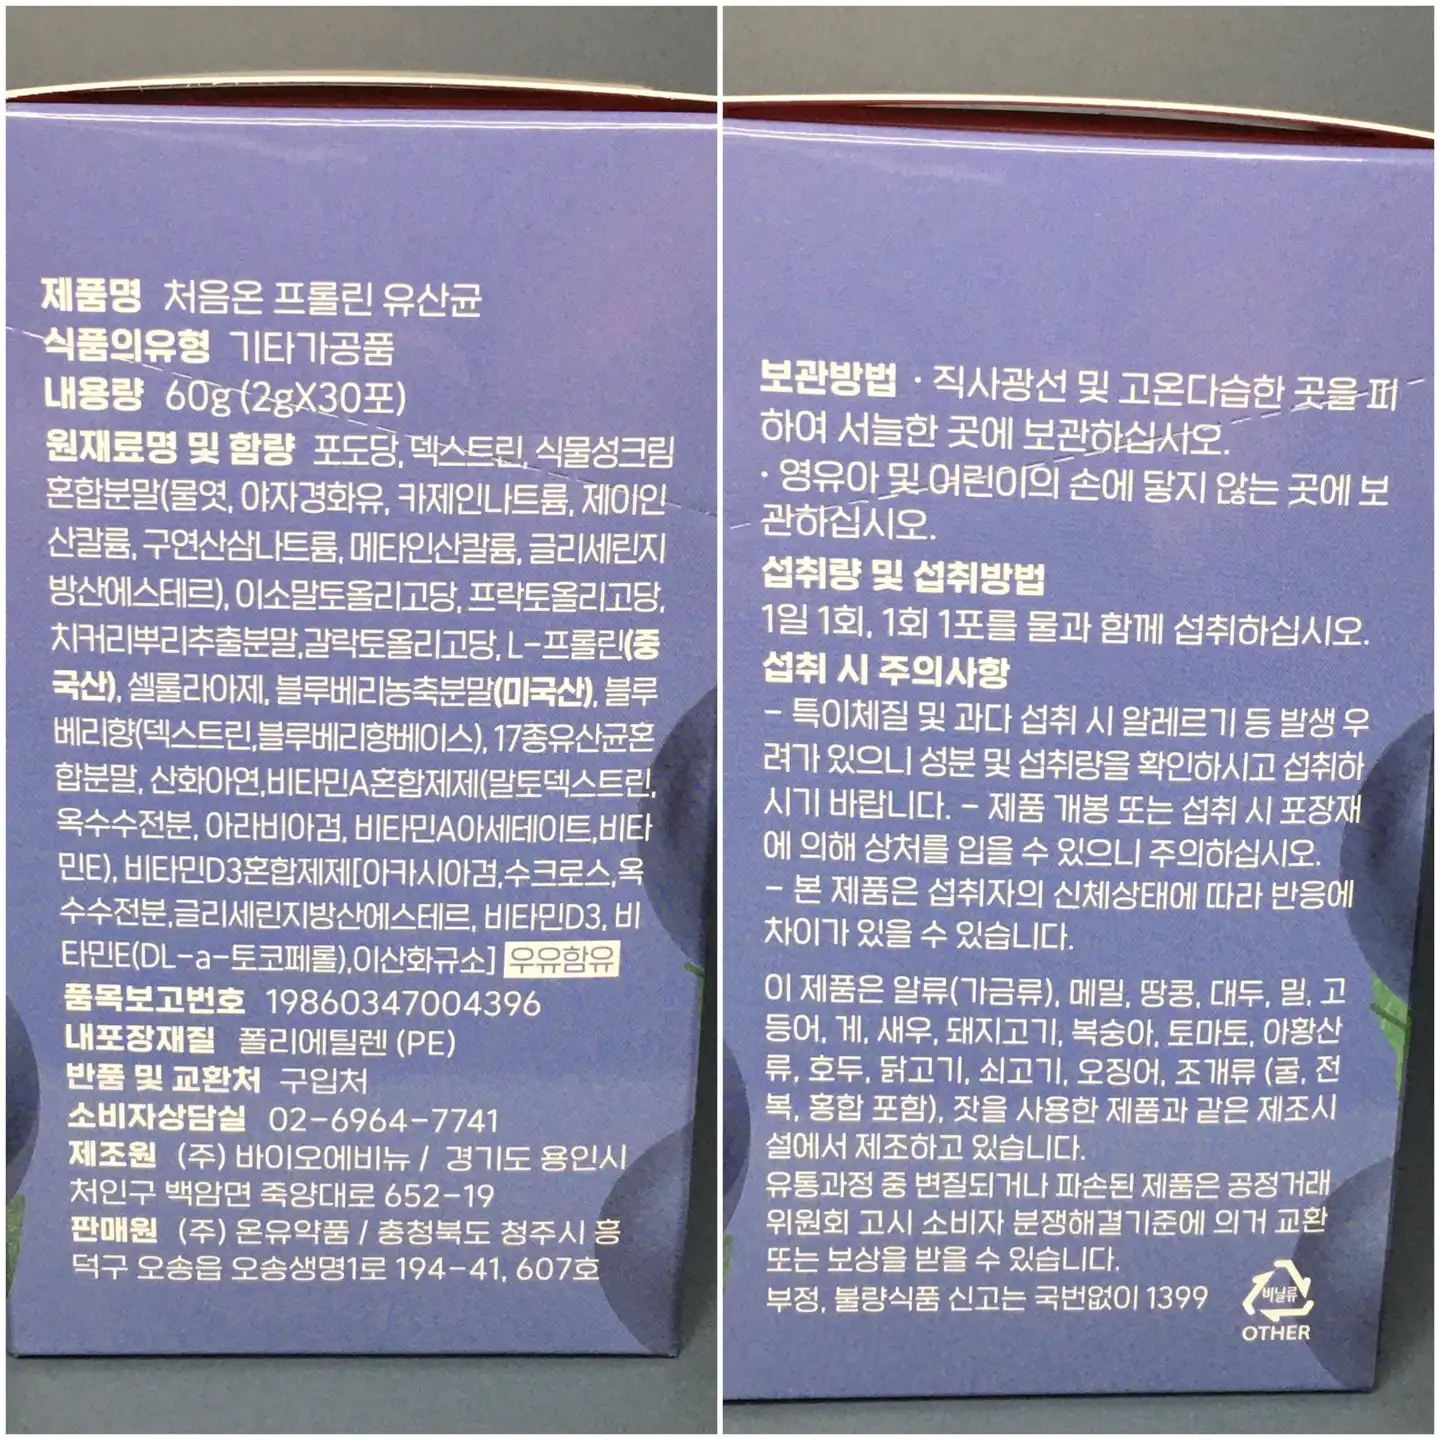 제품명 처음온 프롤린 유산균
식품의유형 기타가공품
내용량 60g (2gX30포)
원재료명 및 함량 포도당, 덱스트린, 식물성크림
혼합분말(물엿, 야자경화유, 카제인나트륨, 제이인
산칼륨, 구연산삼나트륨, 메타인산칼륨, 글리세린지
방산에스테르), 이소말토올리고당, 프락토올리고당,
치커리뿌리추출분말,갈락토올리고당, L-프롤린(중
국산), 셀룰라아제, 블루베리농축분말(미국산), 블루
베리향(덱스트린,블루베리향베이스), 17종유산균혼
합분말, 산화아연,비타민A혼합제제(말토덱스트린,
옥수수전분, 아라비아검, 비타민A아세테이트,비타
민E), 비타민D3혼합제제[아카시아검,수크로스,옥
수수전분,글리세린지방산에스테르, 비타민D3, 비
타민E(DL-a-토코페롤),이산화규소] 우유함유
품목보고번호 19860347004396
내포장재질 폴리에틸렌 (PE)
반품 및 교환처 구입처
소비자상담실 02-6964-7741
제조원 (주) 바이오에비뉴 / 경기도 용인시
처인구 백암면 죽양대로 652-19
판매원 (주) 온유약품 / 충청북도 청주시 흥
덕구 오송읍 오송생명1로 194-41, 607호
보관방법 · 직사광선 및 고온다습한 곳을 피
하여 서늘한 곳에 보관하십시오.
· 영유아 및 어린이의 손에 닿지 않는 곳에 보
관하십시오.
섭취량 및 섭취방법
1일 1회, 1회 1포를 물과 함께 섭취하십시오.
섭취 시 주의사항
- 특이체질 및 과다 섭취 시 알레르기 등 발생 우
려가 있으니 성분 및 섭취량을 확인하시고 섭취하
시기 바랍니다. - 제품 개봉 또는 섭취 시 포장재
에 의해 상처를 입을 수 있으니 주의하십시오.
- 본 제품은 섭취자의 신체상태에 따라 반응에
차이가 있을 수 있습니다.
이 제품은 알류(가금류), 메밀, 땅콩, 대두, 밀, 고
등어, 게, 새우, 돼지고기, 복숭아, 토마토, 아황산
류, 호두, 닭고기, 쇠고기, 오징어, 조개류 (굴, 전
복, 홍합 포함), 잣을 사용한 제품과 같은 제조시
설에서 제조하고 있습니다.
유통과정 중 변질되거나 파손된 제품은 공정거래
위원회 고시 소비자 분쟁해결기준에 의거 교환
또는 보상을 받을 수 있습니다.
부정, 불량식품 신고는 국번없이 1399
비닐류
OTHER